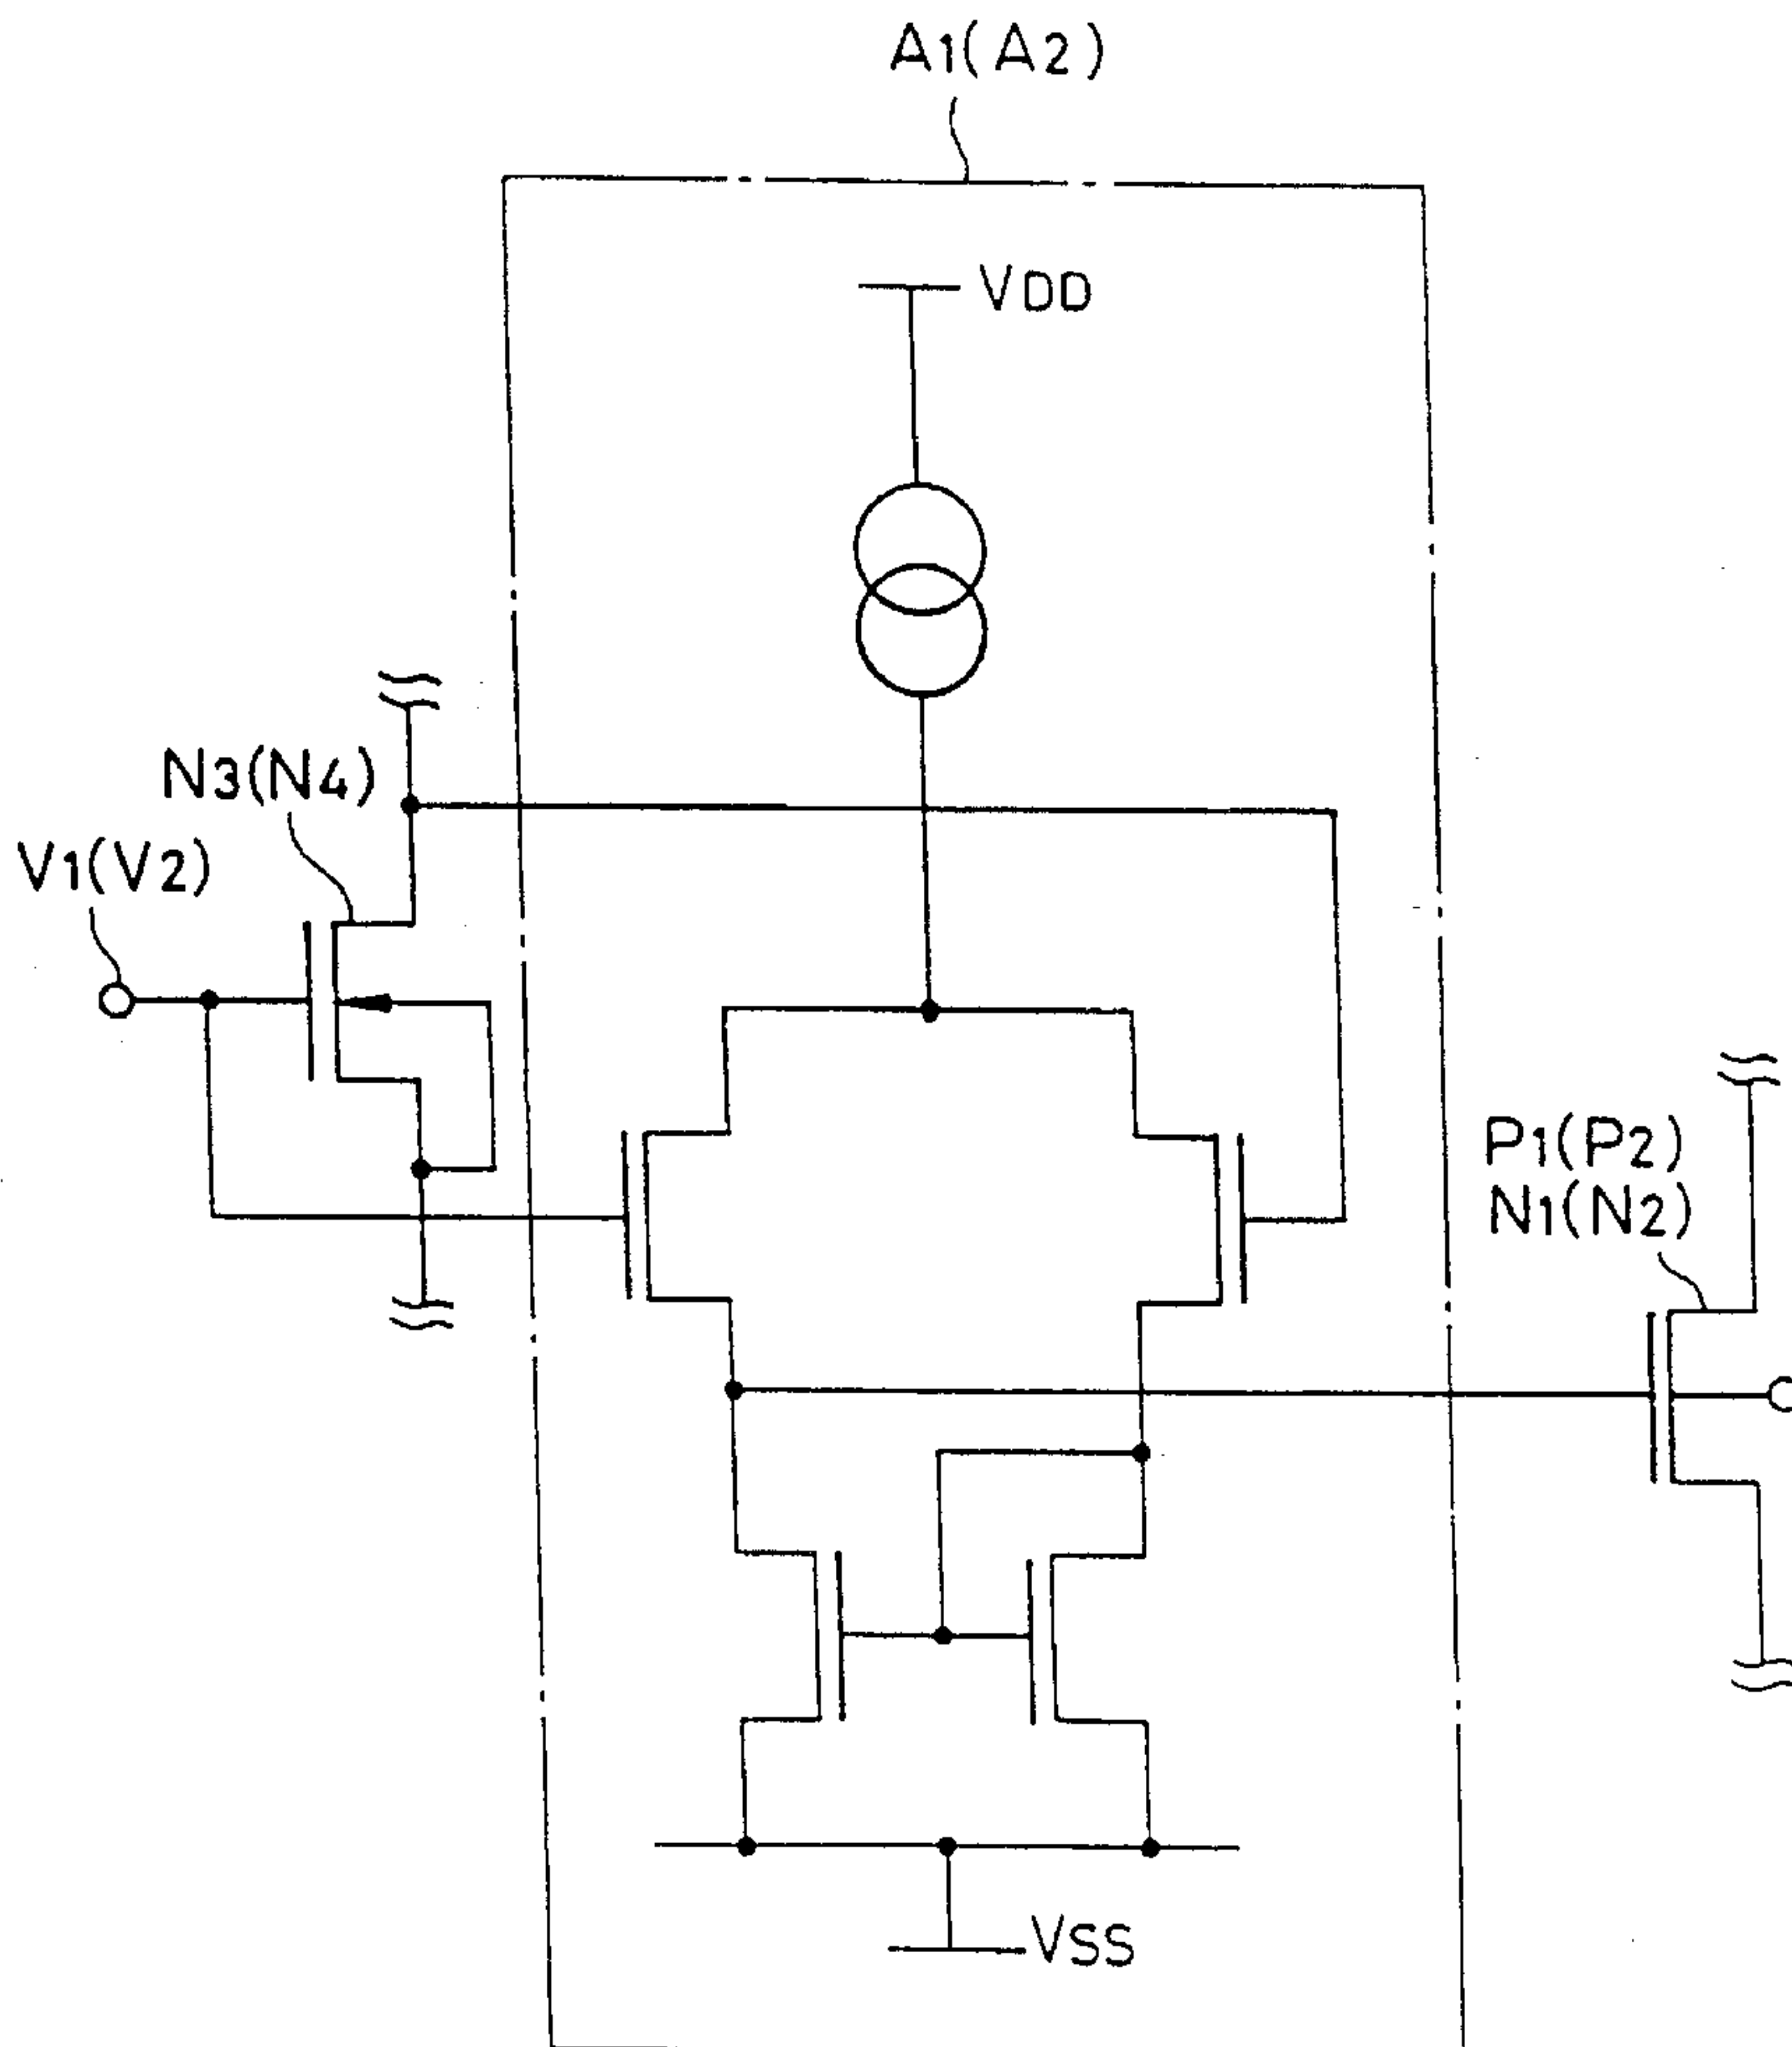 A1(A2)
VDD
N3(N4)
V1(V2)
P1(P2)
N1(N2)
VSS